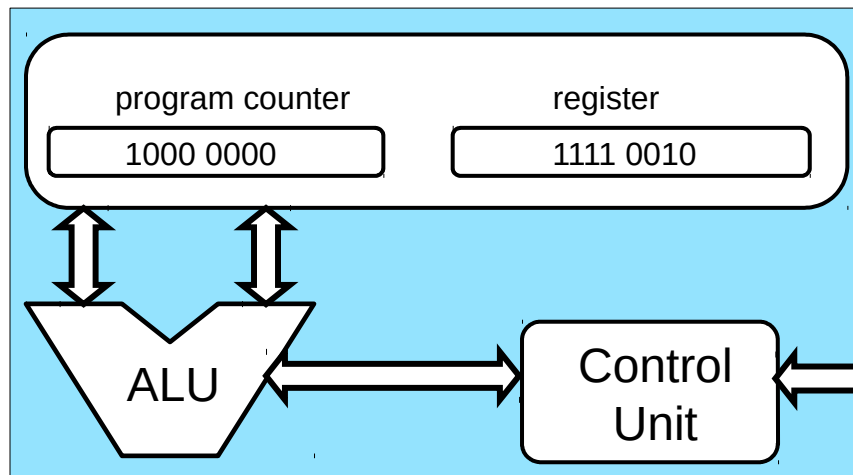 program counter register
1000 0000 1111 0010
ALU
Control
Unit